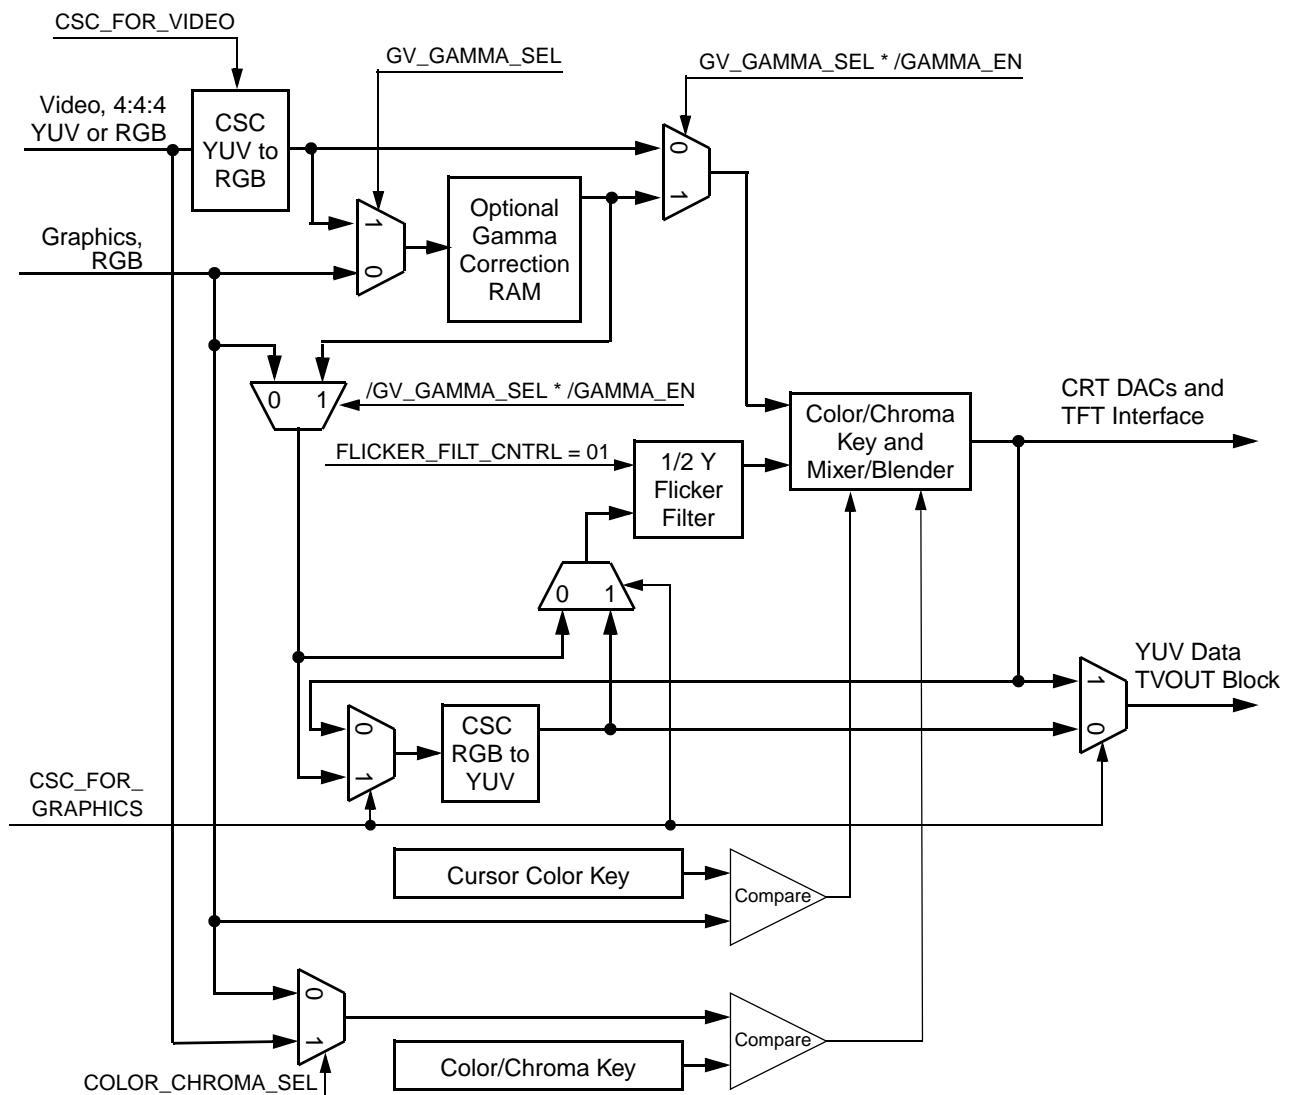 CSC_FOR_VIDEO
GV_GAMMA_SEL
GV_GAMMA_SEL * /GAMMA_EN
Video, 4:4:4
YUV or RGB
CSC
YUV to
RGB
0
1
Optional
Gamma
Correction
RAM
1
0
Graphics,
RGB
0 1
/GV_GAMMA_SEL * /GAMMA_EN
FLICKER_FILT_CNTRL = 01
1/2 Y
Flicker
Filter
Color/Chroma
Key and
Mixer/Blender
CRT DACs and
TFT Interface
0 1
YUV Data
TVOUT Block
1
0
0
1
CSC
RGB to
YUV
CSC_FOR_
GRAPHICS
Cursor Color Key
Compare
0
1
Compare
Color/Chroma Key
COLOR_CHROMA_SEL